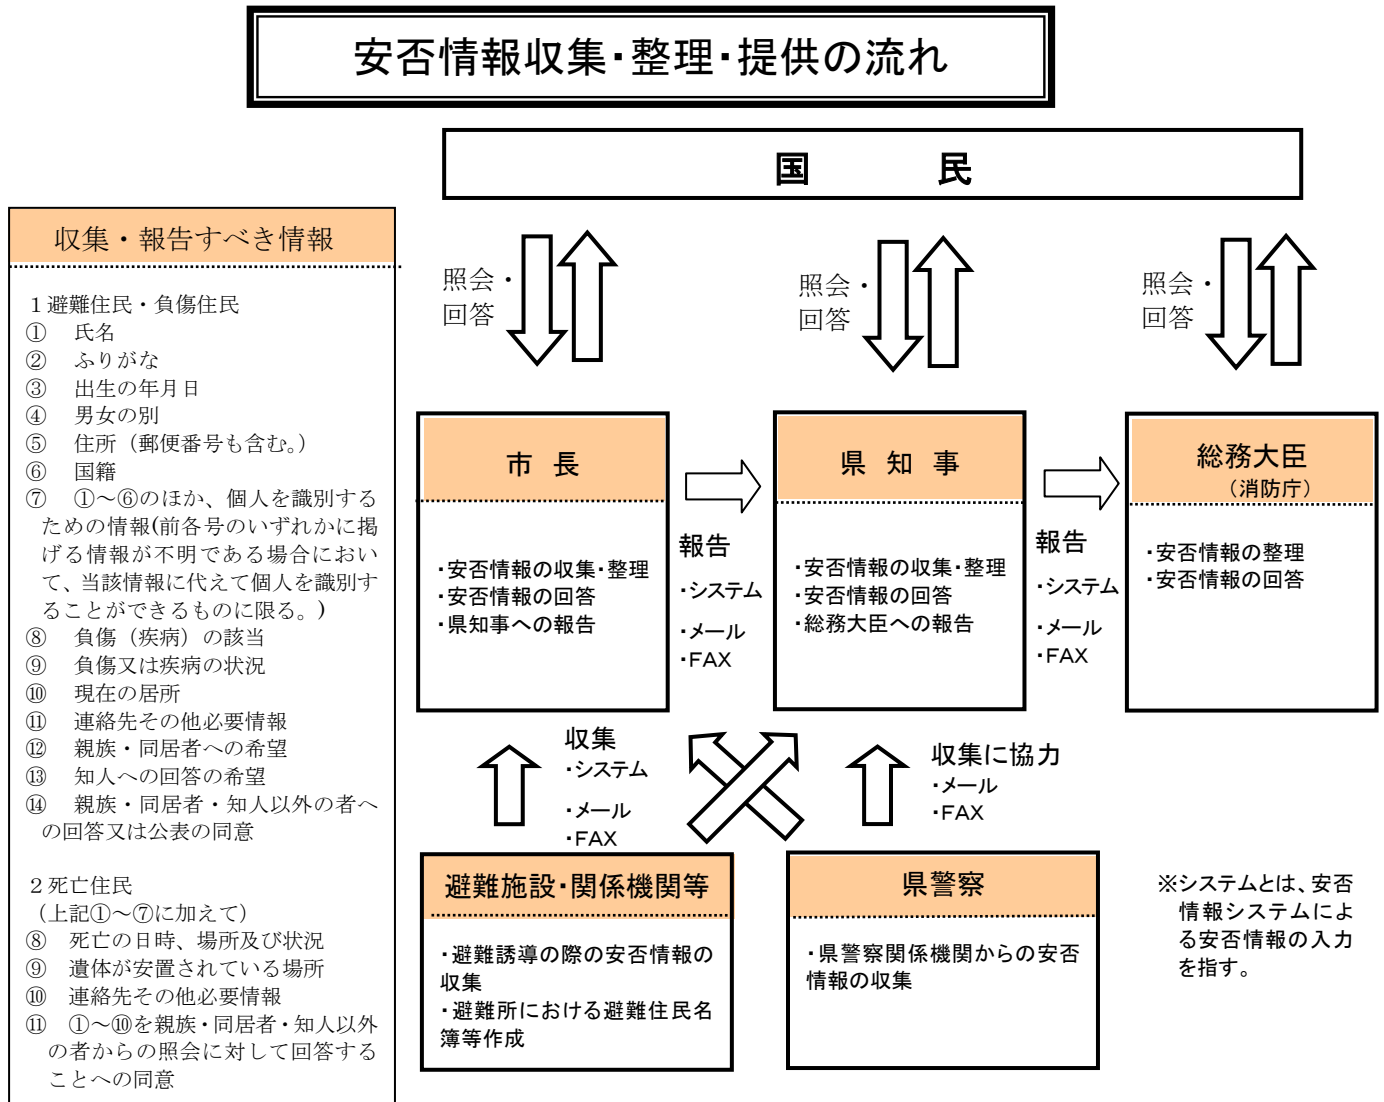 安否情報収集・整理・提供の流れ
国　　　民
収集・報告すべき情報
１避難住民・負傷住民
①　氏名
②　ふりがな
③　出生の年月日
④　男女の別
⑤　住所（郵便番号も含む。）
⑥　国籍
⑦　①～⑥のほか、個人を識別する
ための情報(前各号のいずれかに掲
げる情報が不明である場合におい
て、当該情報に代えて個人を識別す
ることができるものに限る。)
⑧　負傷（疾病）の該当
⑨　負傷又は疾病の状況
⑩　現在の居所
⑪　連絡先その他必要情報
⑫　親族・同居者への希望
⑬　知人への回答の希望
⑭　親族・同居者・知人以外の者へ
の回答又は公表の同意
２死亡住民
（上記①～⑦に加えて）
⑧　死亡の日時、場所及び状況
⑨　遺体が安置されている場所
⑩　連絡先その他必要情報
⑪　①～⑩を親族・同居者・知人以外
の者からの照会に対して回答する
ことへの同意
照会・
回答
照会・
回答
照会・
回答
市　長
・安否情報の収集・整理
・安否情報の回答
・県知事への報告
報告
・システム
・メール
・FAX
県　知　事
・安否情報の収集・整理
・安否情報の回答
・総務大臣への報告
報告
・システム
・メール
・FAX
総務大臣
（消防庁）
・安否情報の整理
・安否情報の回答
収集
・システム
・メール
・FAX
収集に協力
・メール
・FAX
避難施設・関係機関等
・避難誘導の際の安否情報の
収集
・避難所における避難住民名
簿等作成
県警察
・県警察関係機関からの安否
情報の収集
※システムとは、安否
情報システムによ
る安否情報の入力
を指す。